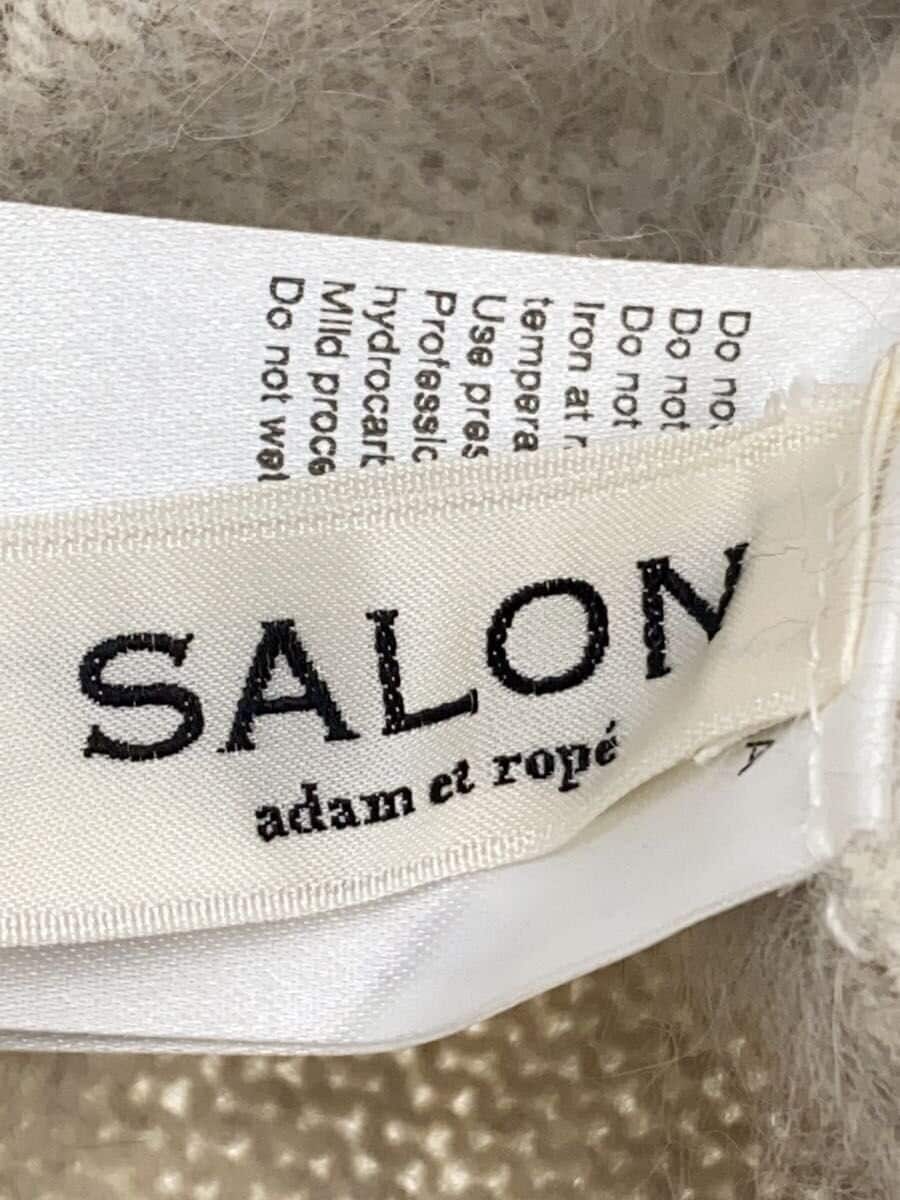 Do no
Do not
Do not
Iron at
tempera
Use pres
Professic
hydrocart
Mild proce
Do not wet
SALON
adam et ropé
A